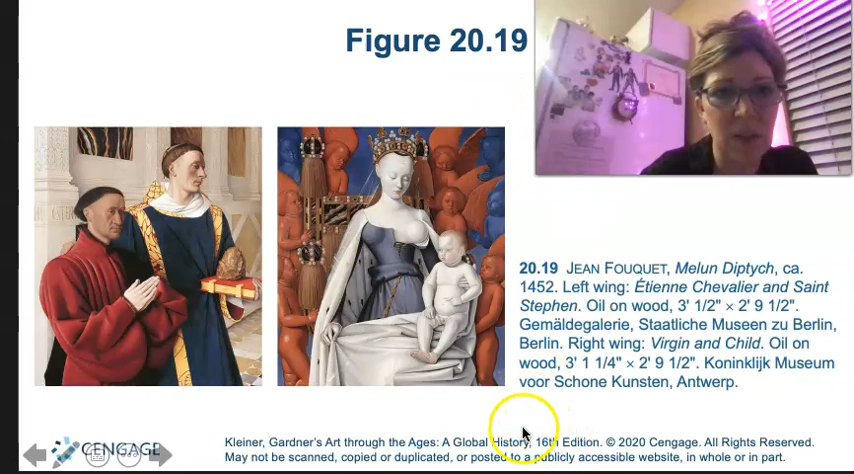 Figure 20.19
20.19 JEAN FOUQUET, Melun Diptych, ca.
1452. Left wing: Étienne Chevalier and Saint
Stephen. Oil on wood, 3' 1/2" × 2' 9 1/2".
Gemäldegalerie, Staatliche Museen zu Berlin,
Berlin. Right wing: Virgin and Child. Oil on
wood, 3' 1 1/4" × 2' 9 1/2". Koninklijk Museum
voor Schone Kunsten, Antwerp.
CENGAGE
Kleiner, Gardner's Art through the Ages: A Global History, 16th Edition. © 2020 Cengage. All Rights Reserved.
May not be scanned, copied or duplicated, or posted to a publicly accessible website, in whole or in part.